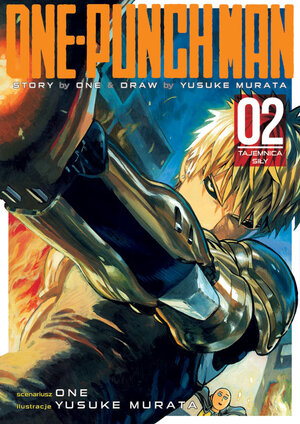 ONE-PUNCH MAN
STORY by ONE & DRAW by YUSUKE MURATA
02
TAJEMNICA
SIŁY
scenariusz ONE
ilustracje YUSUKE MURATA